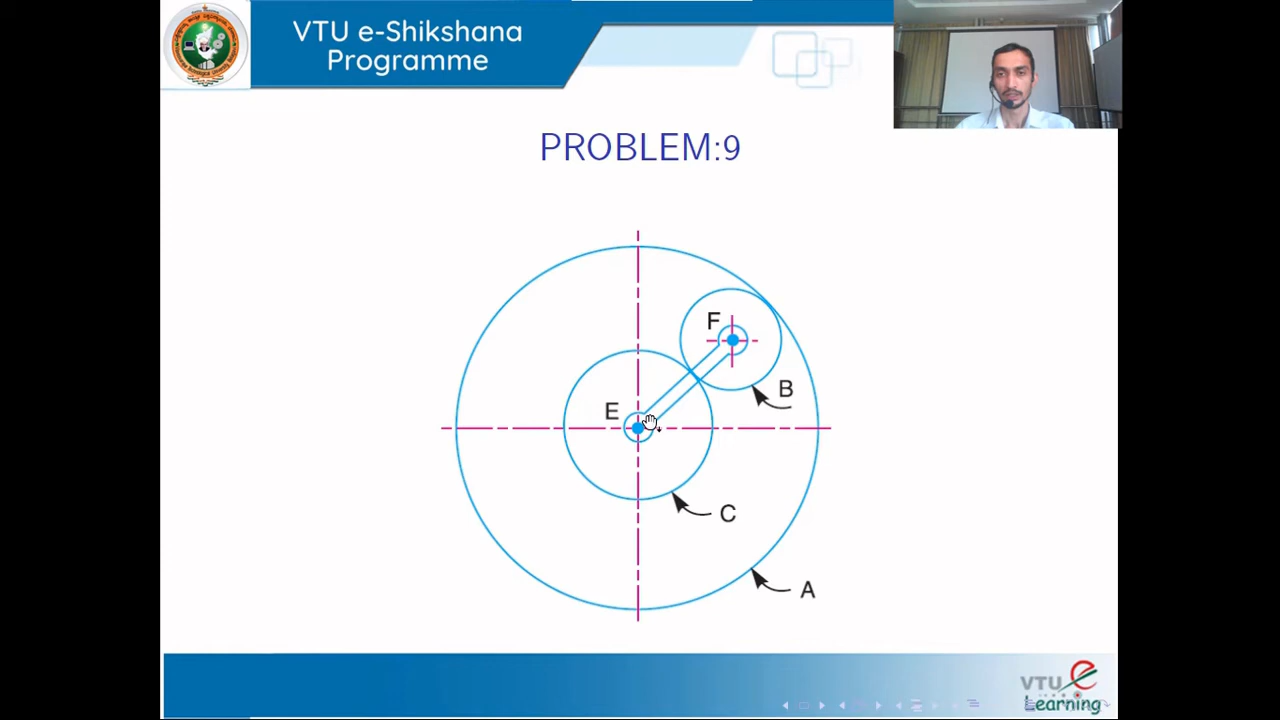 VTU e-Shikshana
Programme
PROBLEM:9
F
B
E
C
A
VTU
Learning